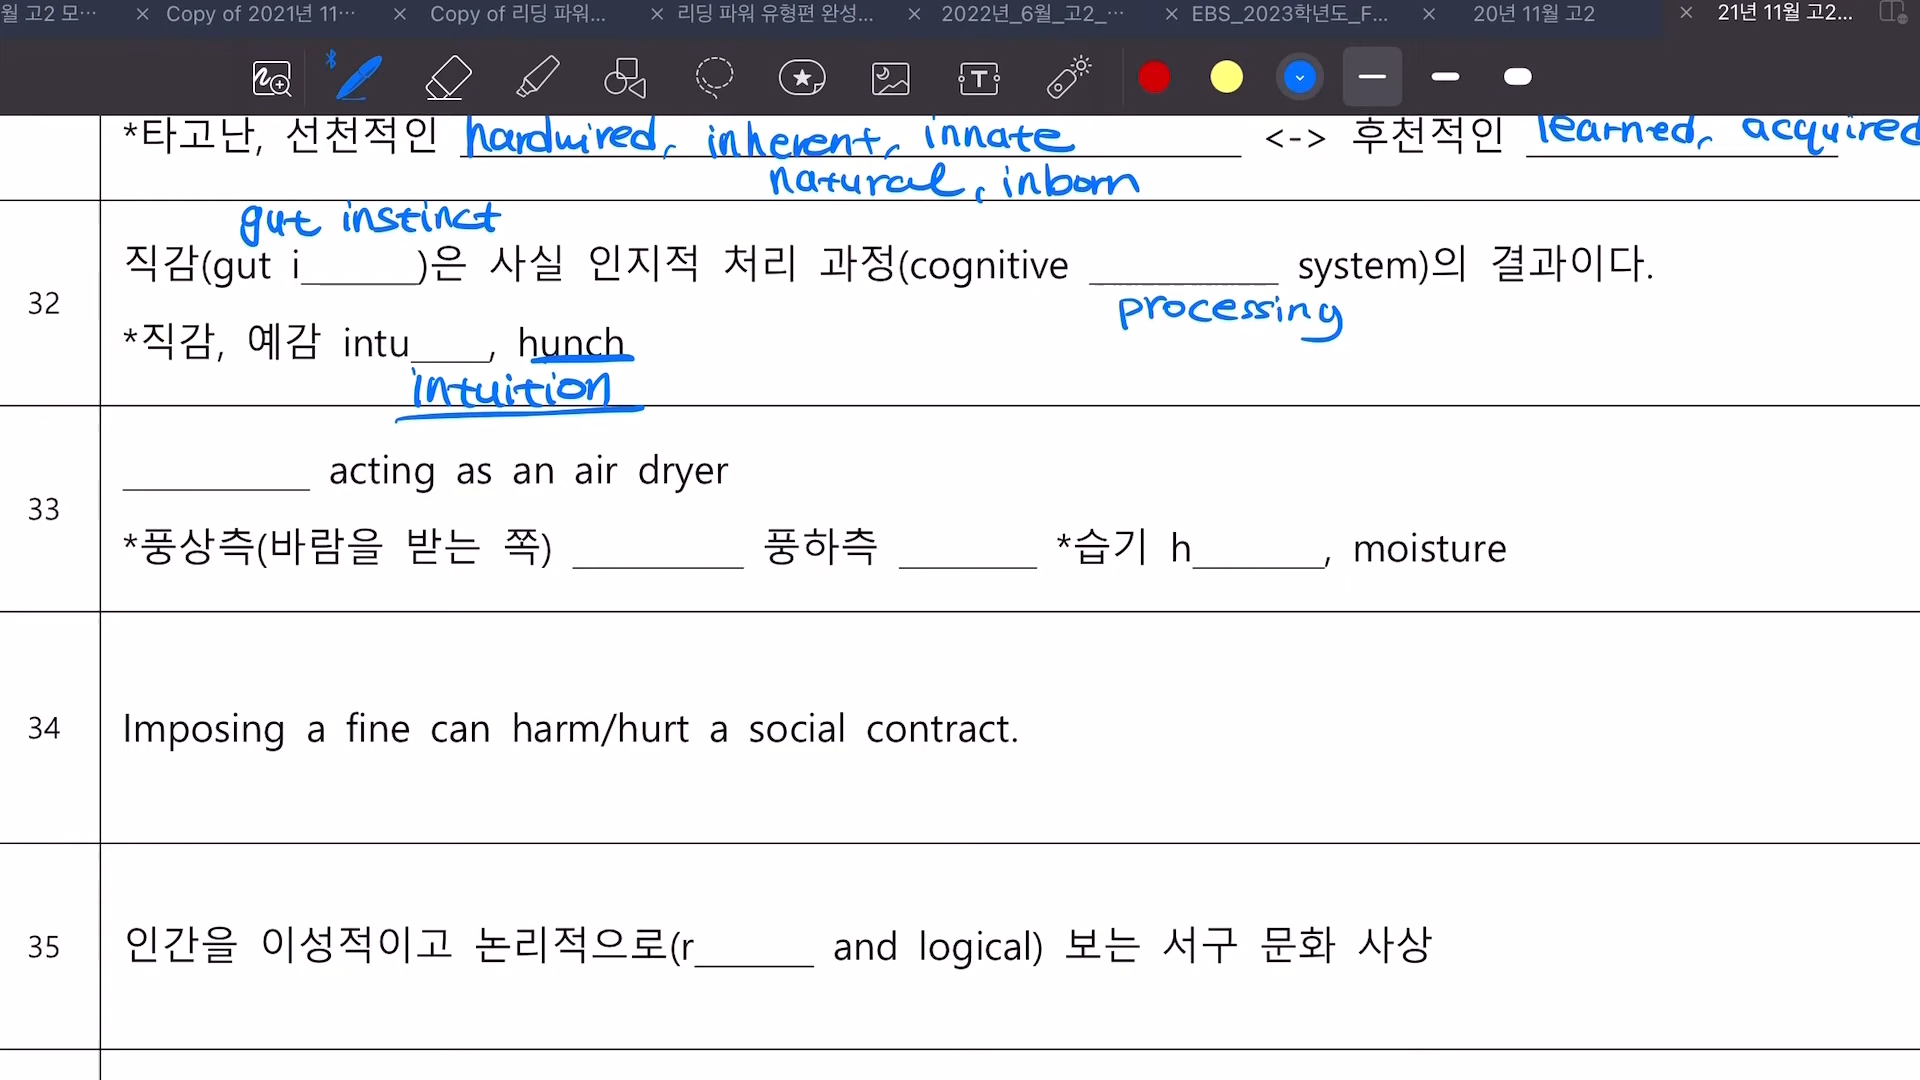 월 고2 모… × Copy of 2021년 11… × Copy of 리딩 파워... × 리딩 파워 유형편 완성... × 2022년_6월_고2_… × EBS_2023학년도_F... × 20년 11월 고2 × 21년 11월 고2...
*타고난, 선천적인 hardwired, inherent, innate <-> 후천적인 learned, acquired
natural, inborn
gut instinct
직감(gut i______)은 사실 인지적 처리 과정(cognitive __________ system)의 결과이다.
processing
32
*직감, 예감 intu____, hunch
intuition
__________ acting as an air dryer
33
*풍상측(바람을 받는 쪽) _________ 풍하측 _______ *습기 h_______, moisture
34 Imposing a fine can harm/hurt a social contract.
35 인간을 이성적이고 논리적으로(r______ and logical) 보는 서구 문화 사상